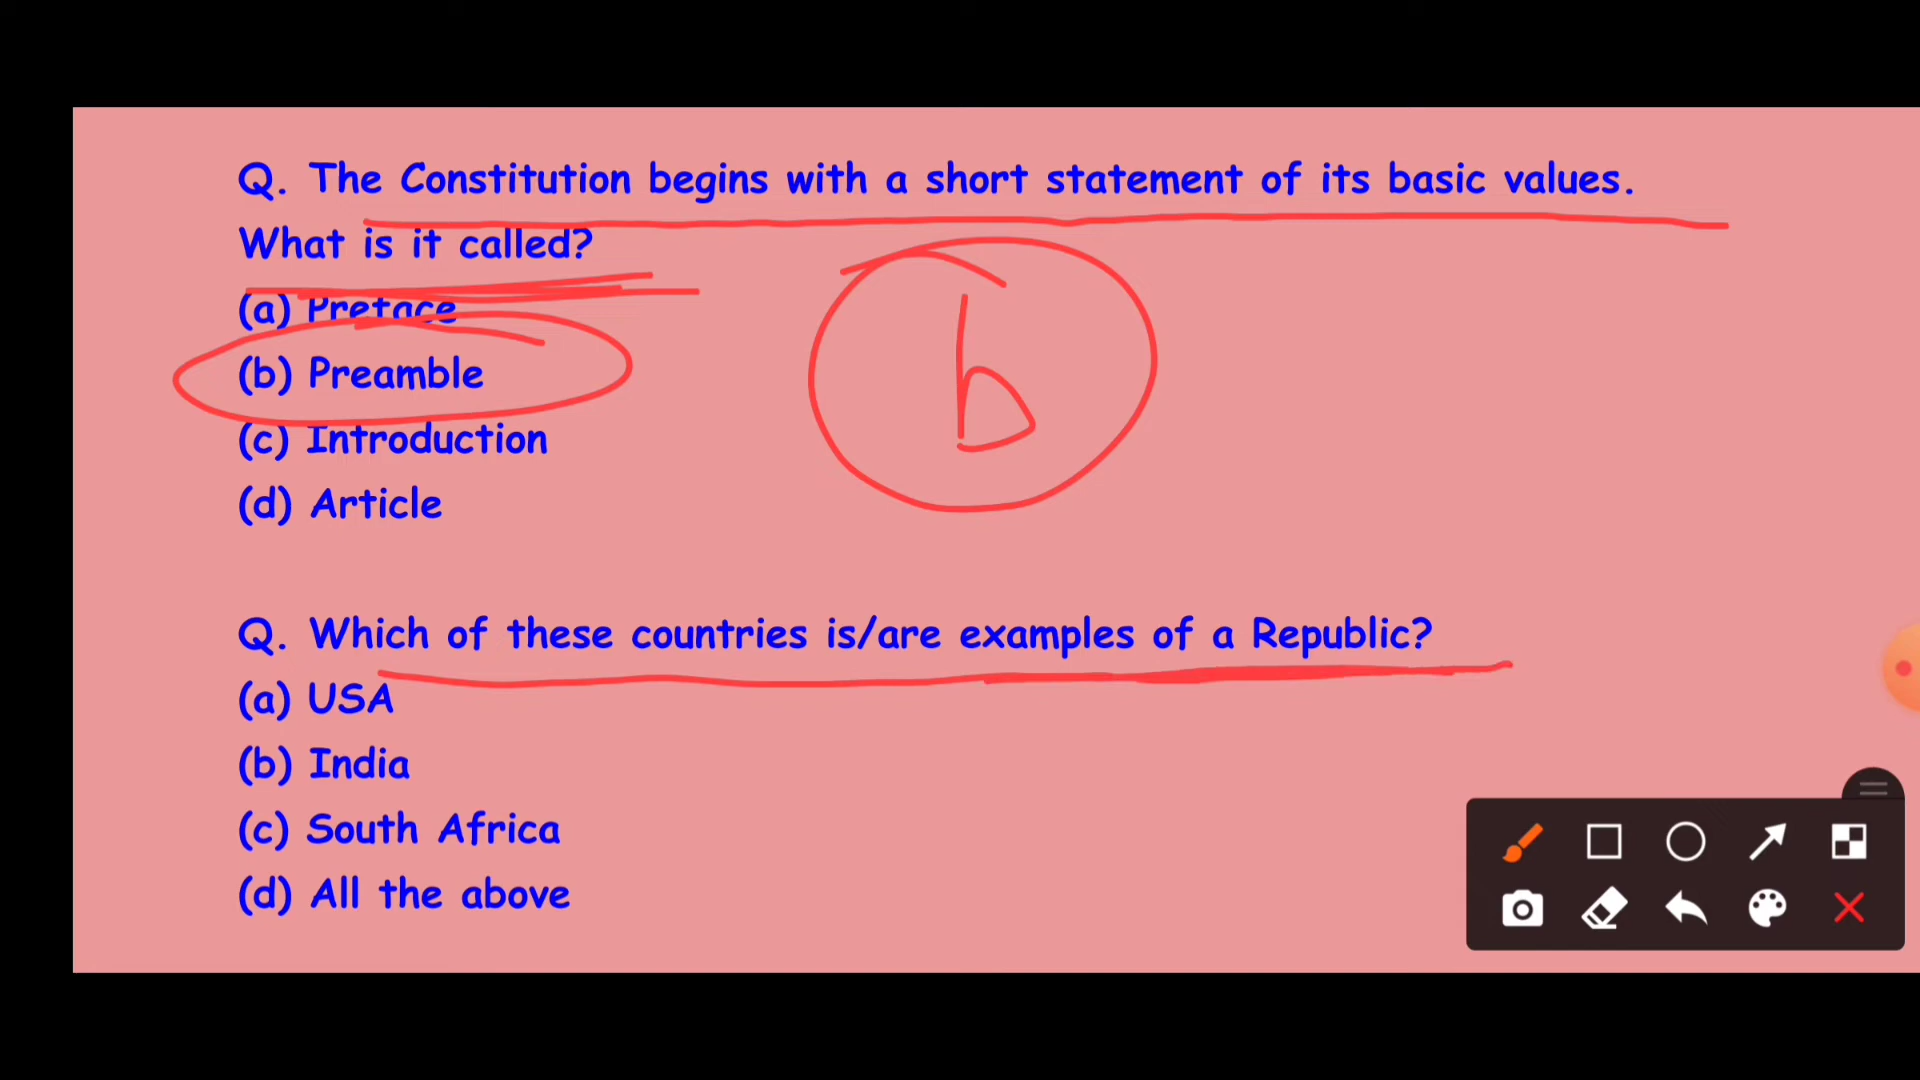 Q. The Constitution begins with a short statement of its basic values.
What is it called?
(a) Preface
(b) Preamble
b
(c) Introduction
(d) Article
Q. Which of these countries is/are examples of a Republic?
(a) USA
(b) India
(c) South Africa
(d) All the above